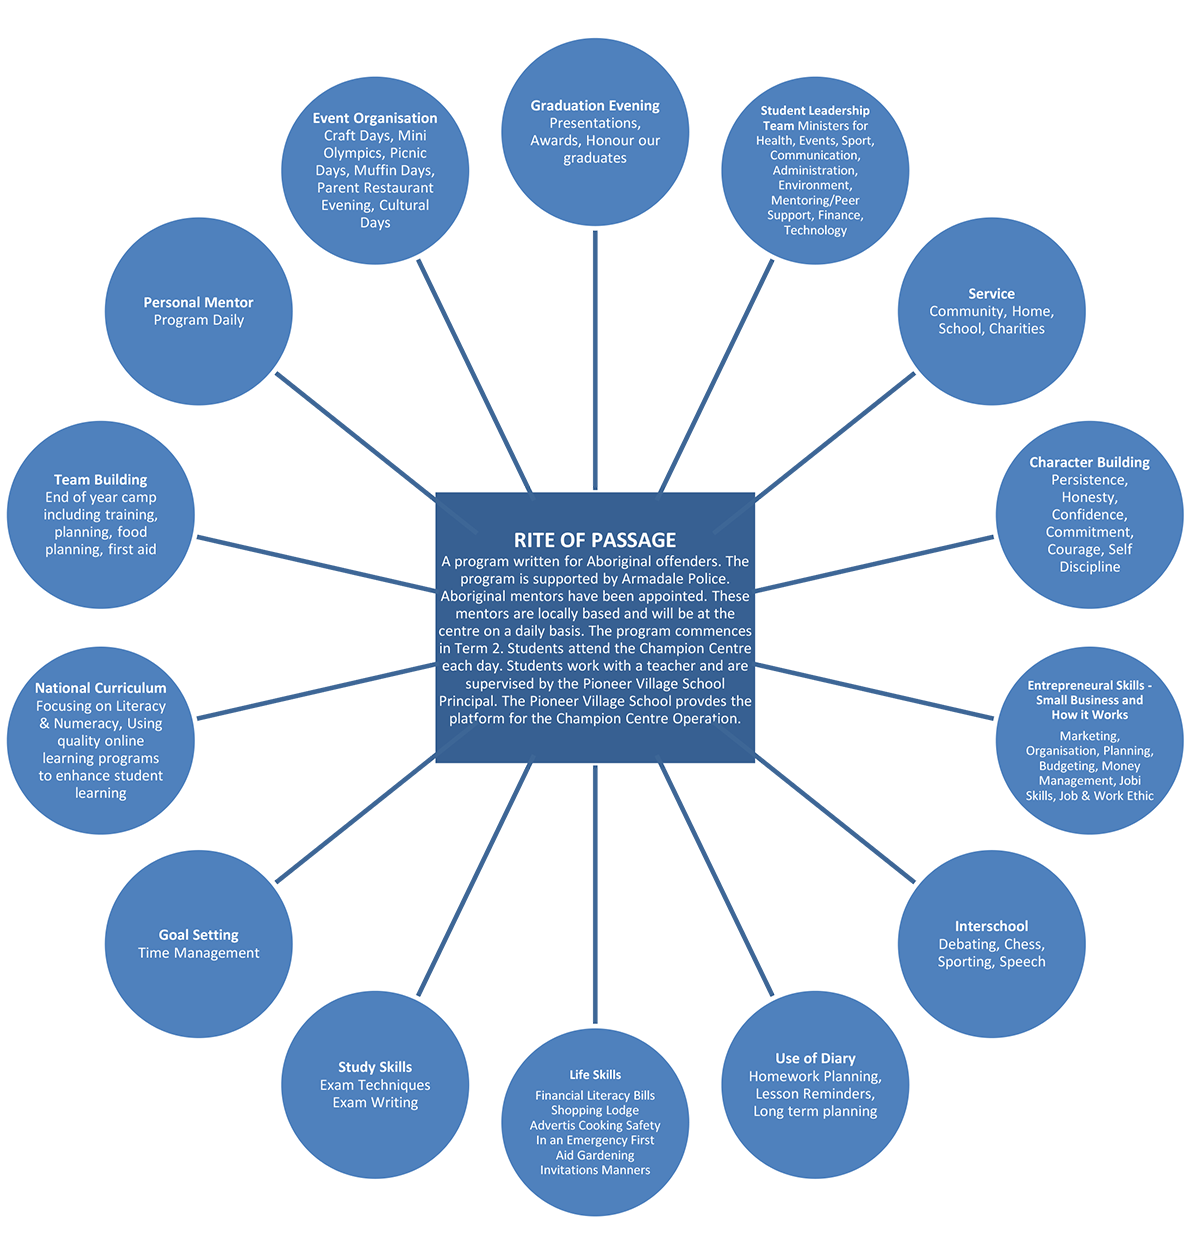 Graduation Evening
Presentations,
Awards, Honour our
graduates
Student Leadership
Team Ministers for
Health, Events, Sport,
Communication,
Administration,
Environment,
Mentoring/Peer
Support, Finance,
Technology
Service
Community, Home,
School, Charities
Character Building
Persistence,
Honesty,
Confidence,
Commitment,
Courage, Self
Discipline
Entrepreneural Skills -
Small Business and
How it Works
Marketing,
Organisation, Planning,
Budgeting, Money
Management, Jobi
Skills, Job & Work Ethic
Interschool
Debating, Chess,
Sporting, Speech
Use of Diary
Homework Planning,
Lesson Reminders,
Long term planning
Life Skills
Financial Literacy Bills
Shopping Lodge
Advertis Cooking Safety
In an Emergency First
Aid Gardening
Invitations Manners
Study Skills
Exam Techniques
Exam Writing
Goal Setting
Time Management
National Curriculum
Focusing on Literacy
& Numeracy, Using
quality online
learning programs
to enhance student
learning
Team Building
End of year camp
including training,
planning, food
planning, first aid
Personal Mentor
Program Daily
Event Organisation
Craft Days, Mini
Olympics, Picnic
Days, Muffin Days,
Parent Restaurant
Evening, Cultural
Days
RITE OF PASSAGE
A program written for Aboriginal offenders. The
program is supported by Armadale Police.
Aboriginal mentors have been appointed. These
mentors are locally based and will be at the
centre on a daily basis. The program commences
in Term 2. Students attend the Champion Centre
each day. Students work with a teacher and are
supervised by the Pioneer Village School
Principal. The Pioneer Village School provdes the
platform for the Champion Centre Operation.